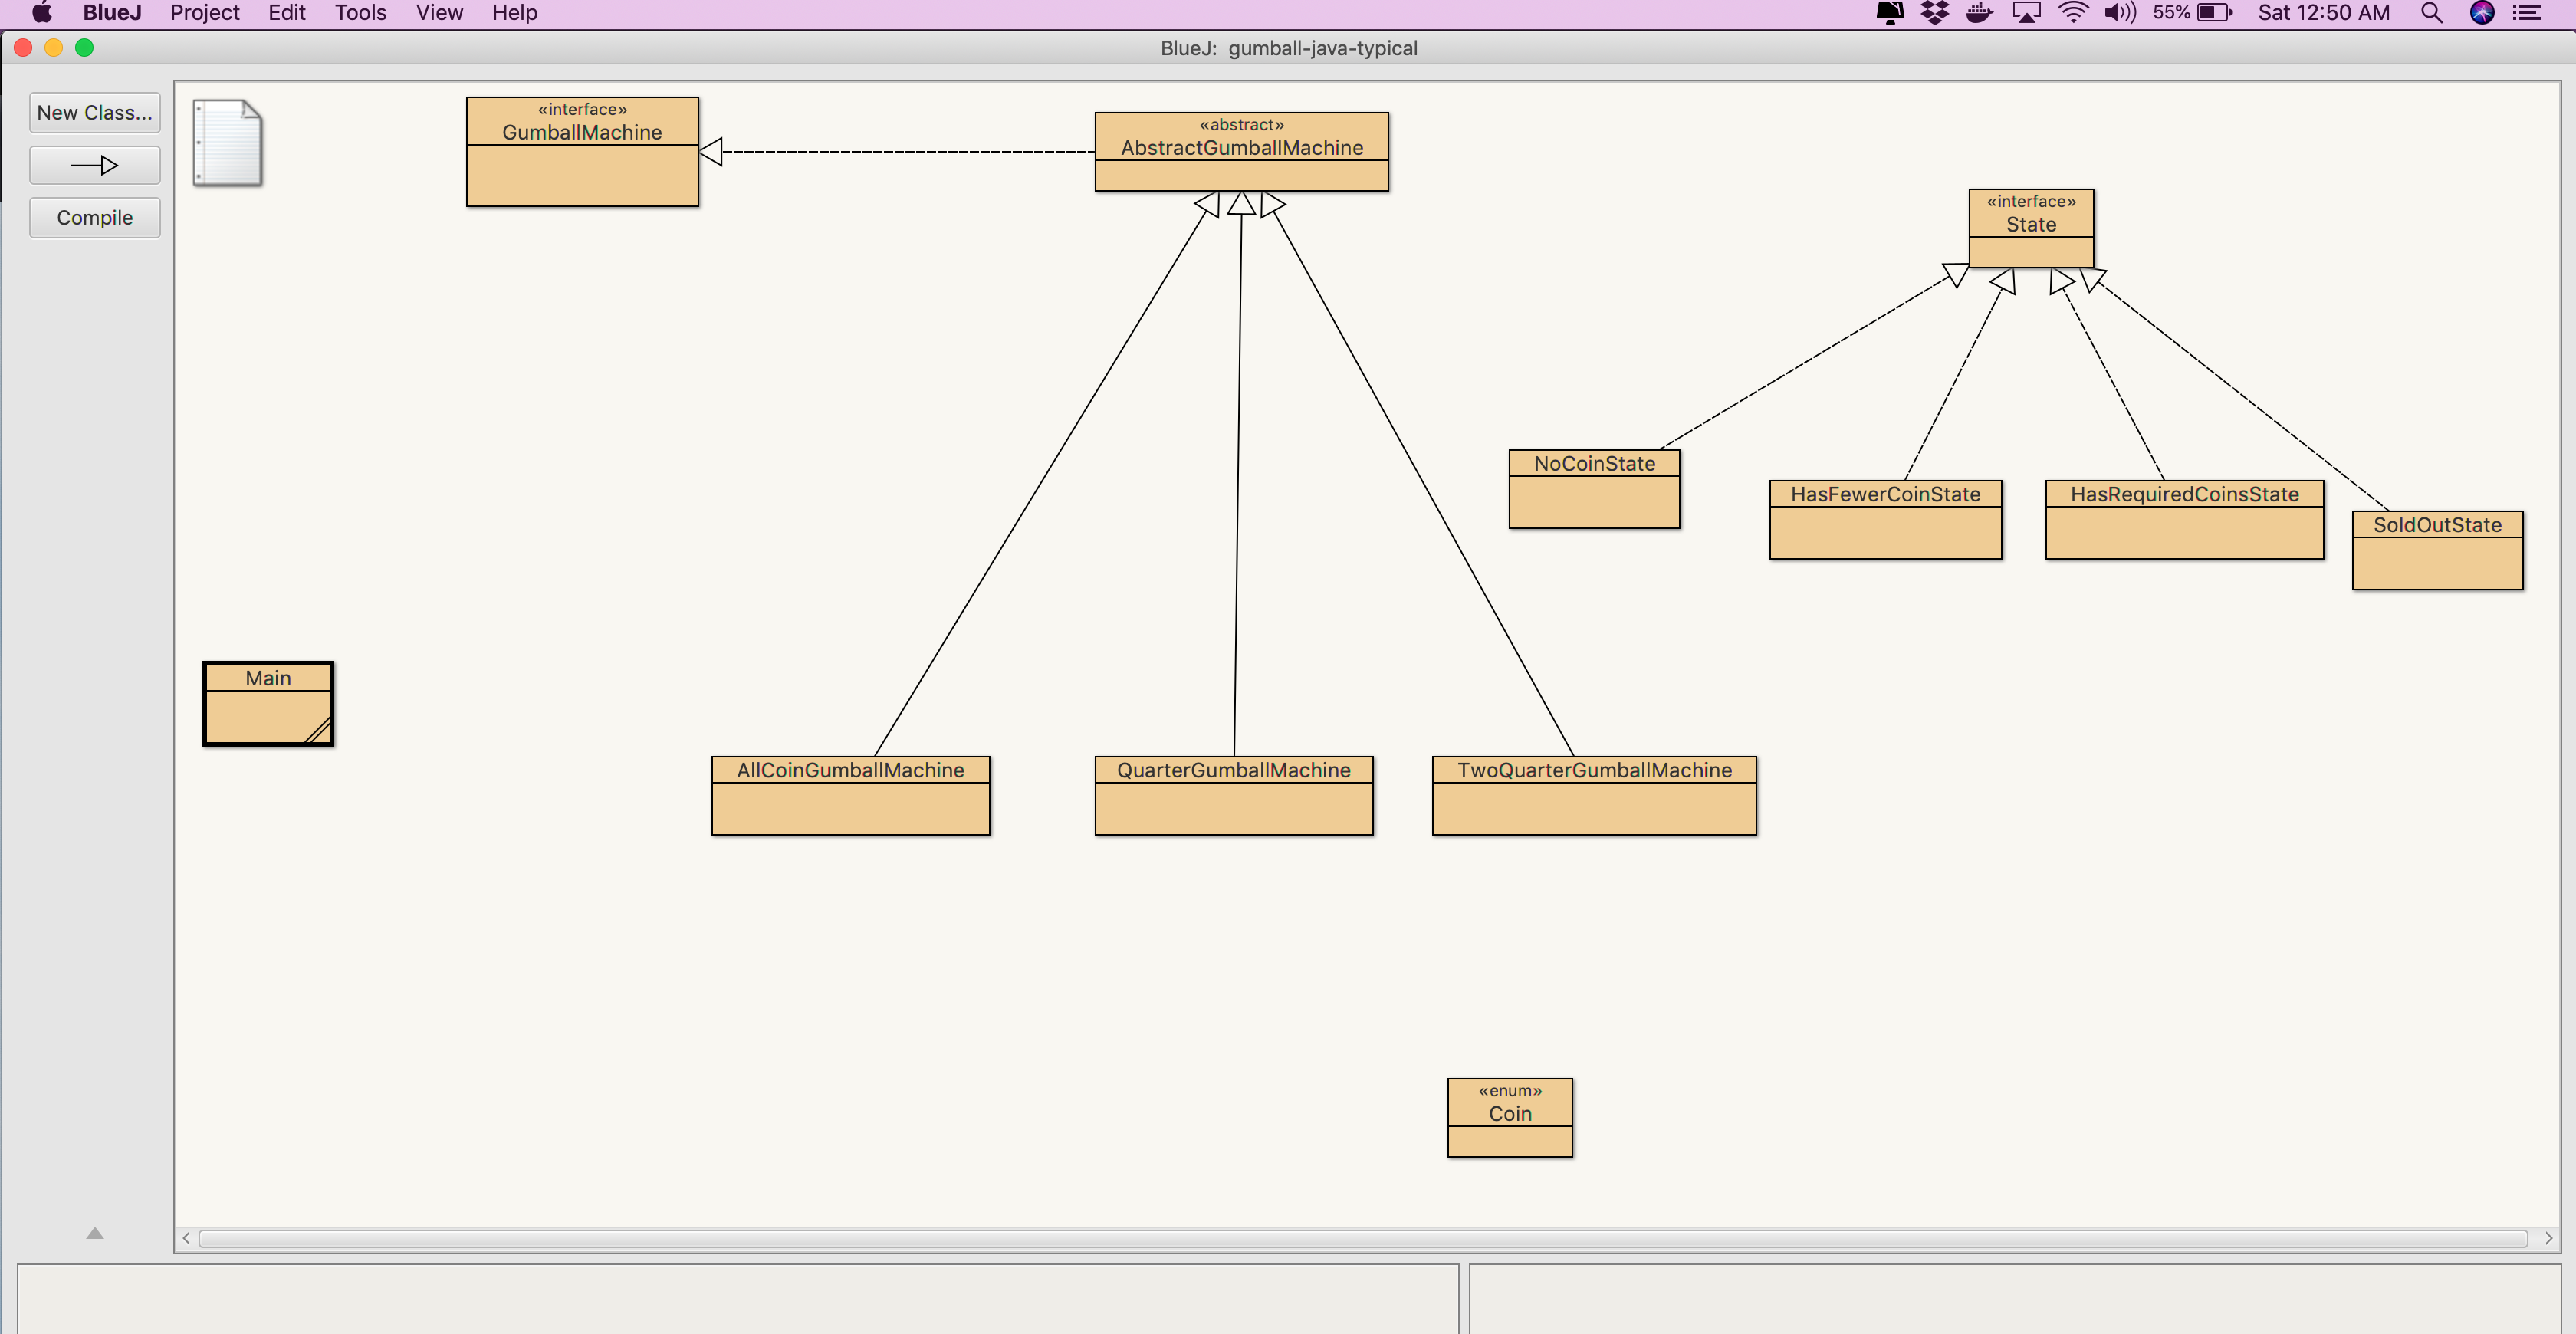 BlueJ Project Edit Tools View Help 55% Sat 12:50 AM
BlueJ: gumball-java-typical
New Class...
Compile
«interface»
GumballMachine
«abstract»
AbstractGumballMachine
«interface»
State
NoCoinState
HasFewerCoinState
HasRequiredCoinsState
SoldOutState
Main
AllCoinGumballMachine
QuarterGumballMachine
TwoQuarterGumballMachine
«enum»
Coin